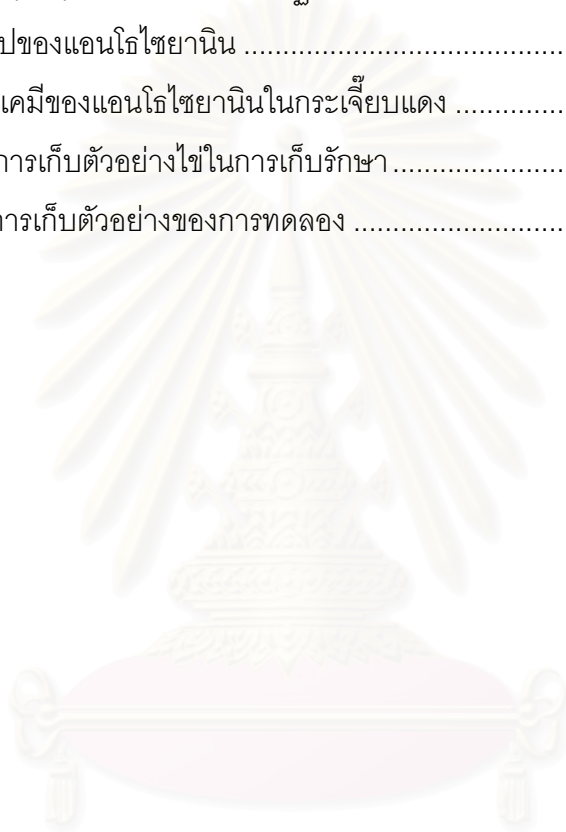 ปของแอนโธไซยานิน ........................................
เคมีของแอนโธไซยานินในกระเจี๊ยบแดง ..............
การเก็บตัวอย่างไข่ในการเก็บรักษา ......................
การเก็บตัวอย่างของการทดลอง ...........................